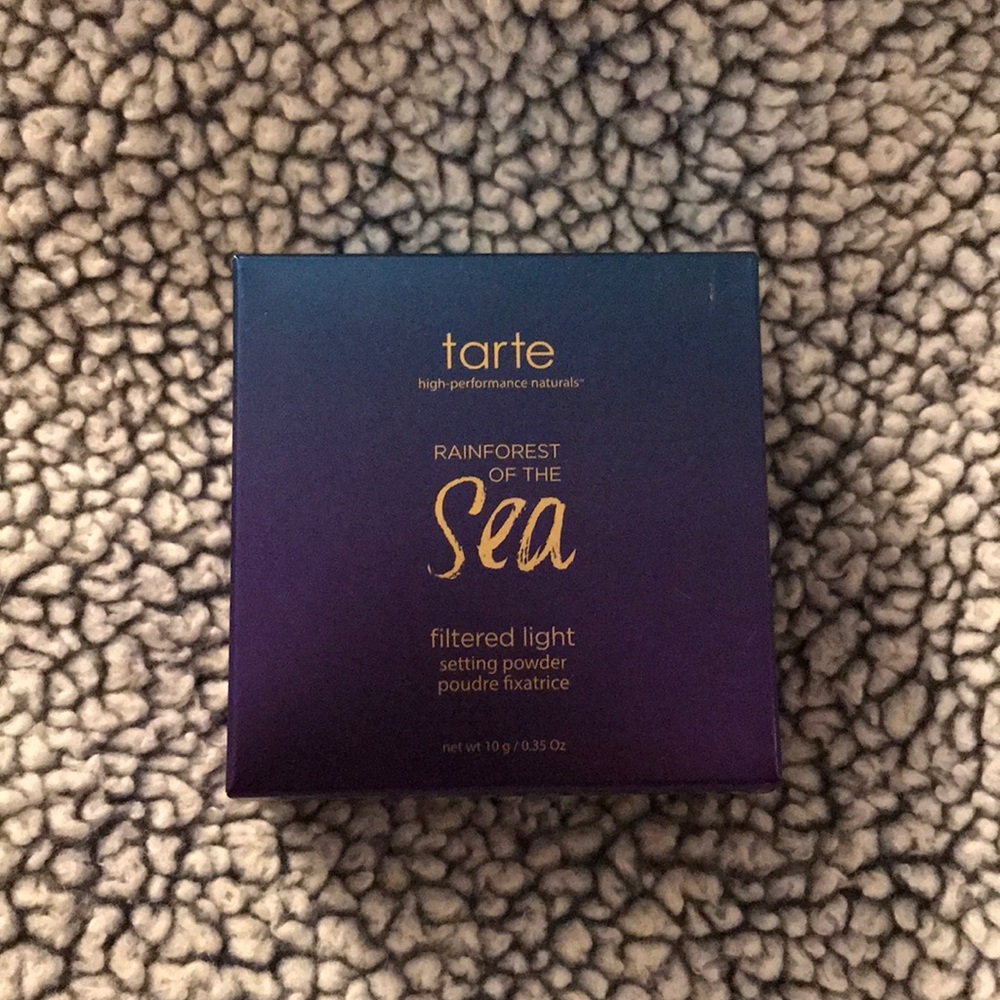 tarte
high-performance naturals™
RAINFOREST
OF THE
Sea
filtered light
setting powder
poudre fixatrice
net wt 10 g / 0.35 Oz